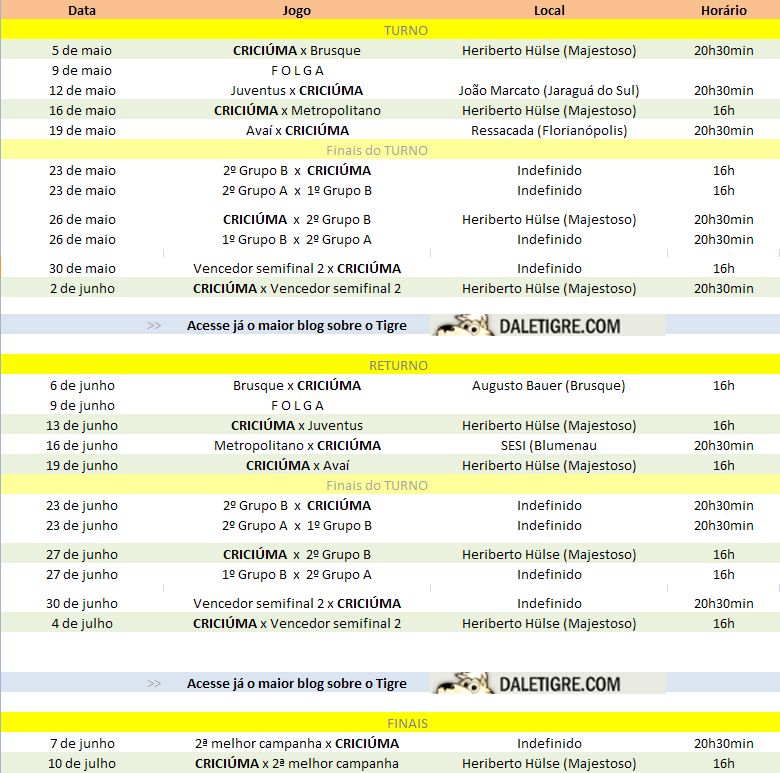 Data Jogo Local Horário
TURNO
5 de maio CRICIÚMA x Brusque Heriberto Hülse (Majestoso) 20h30min
9 de maio F O L G A
12 de maio Juventus x CRICIÚMA João Marcato (Jaraguá do Sul) 20h30min
16 de maio CRICIÚMA x Metropolitano Heriberto Hülse (Majestoso) 16h
19 de maio Avaí x CRICIÚMA Ressacada (Florianópolis) 20h30min
Finais do TURNO
23 de maio 2º Grupo B x CRICIÚMA Indefinido 16h
23 de maio 2º Grupo A x 1º Grupo B Indefinido 16h
26 de maio CRICIÚMA x 2º Grupo B Heriberto Hülse (Majestoso) 20h30min
26 de maio 1º Grupo B x 2º Grupo A Indefinido 20h30min
30 de maio Vencedor semifinal 2 x CRICIÚMA Indefinido 16h
2 de junho CRICIÚMA x Vencedor semifinal 2 Heriberto Hülse (Majestoso) 20h30min
>> Acesse já o maior blog sobre o Tigre DALETIGRE.COM
RETURNO
6 de junho Brusque x CRICIÚMA Augusto Bauer (Brusque) 16h
9 de junho F O L G A
13 de junho CRICIÚMA x Juventus Heriberto Hülse (Majestoso) 16h
16 de junho Metropolitano x CRICIÚMA SESI (Blumenau 20h30min
19 de junho CRICIÚMA x Avaí Heriberto Hülse (Majestoso) 16h
Finais do TURNO
23 de junho 2º Grupo B x CRICIÚMA Indefinido 20h30min
23 de junho 2º Grupo A x 1º Grupo B Indefinido 20h30min
27 de junho CRICIÚMA x 2º Grupo B Heriberto Hülse (Majestoso) 16h
27 de junho 1º Grupo B x 2º Grupo A Indefinido 16h
30 de junho Vencedor semifinal 2 x CRICIÚMA Indefinido 20h30min
4 de julho CRICIÚMA x Vencedor semifinal 2 Heriberto Hülse (Majestoso) 16h
>> Acesse já o maior blog sobre o Tigre DALETIGRE.COM
FINAIS
7 de junho 2ª melhor campanha x CRICIÚMA Indefinido 20h30min
10 de julho CRICIÚMA x 2ª melhor campanha Heriberto Hülse (Majestoso) 16h